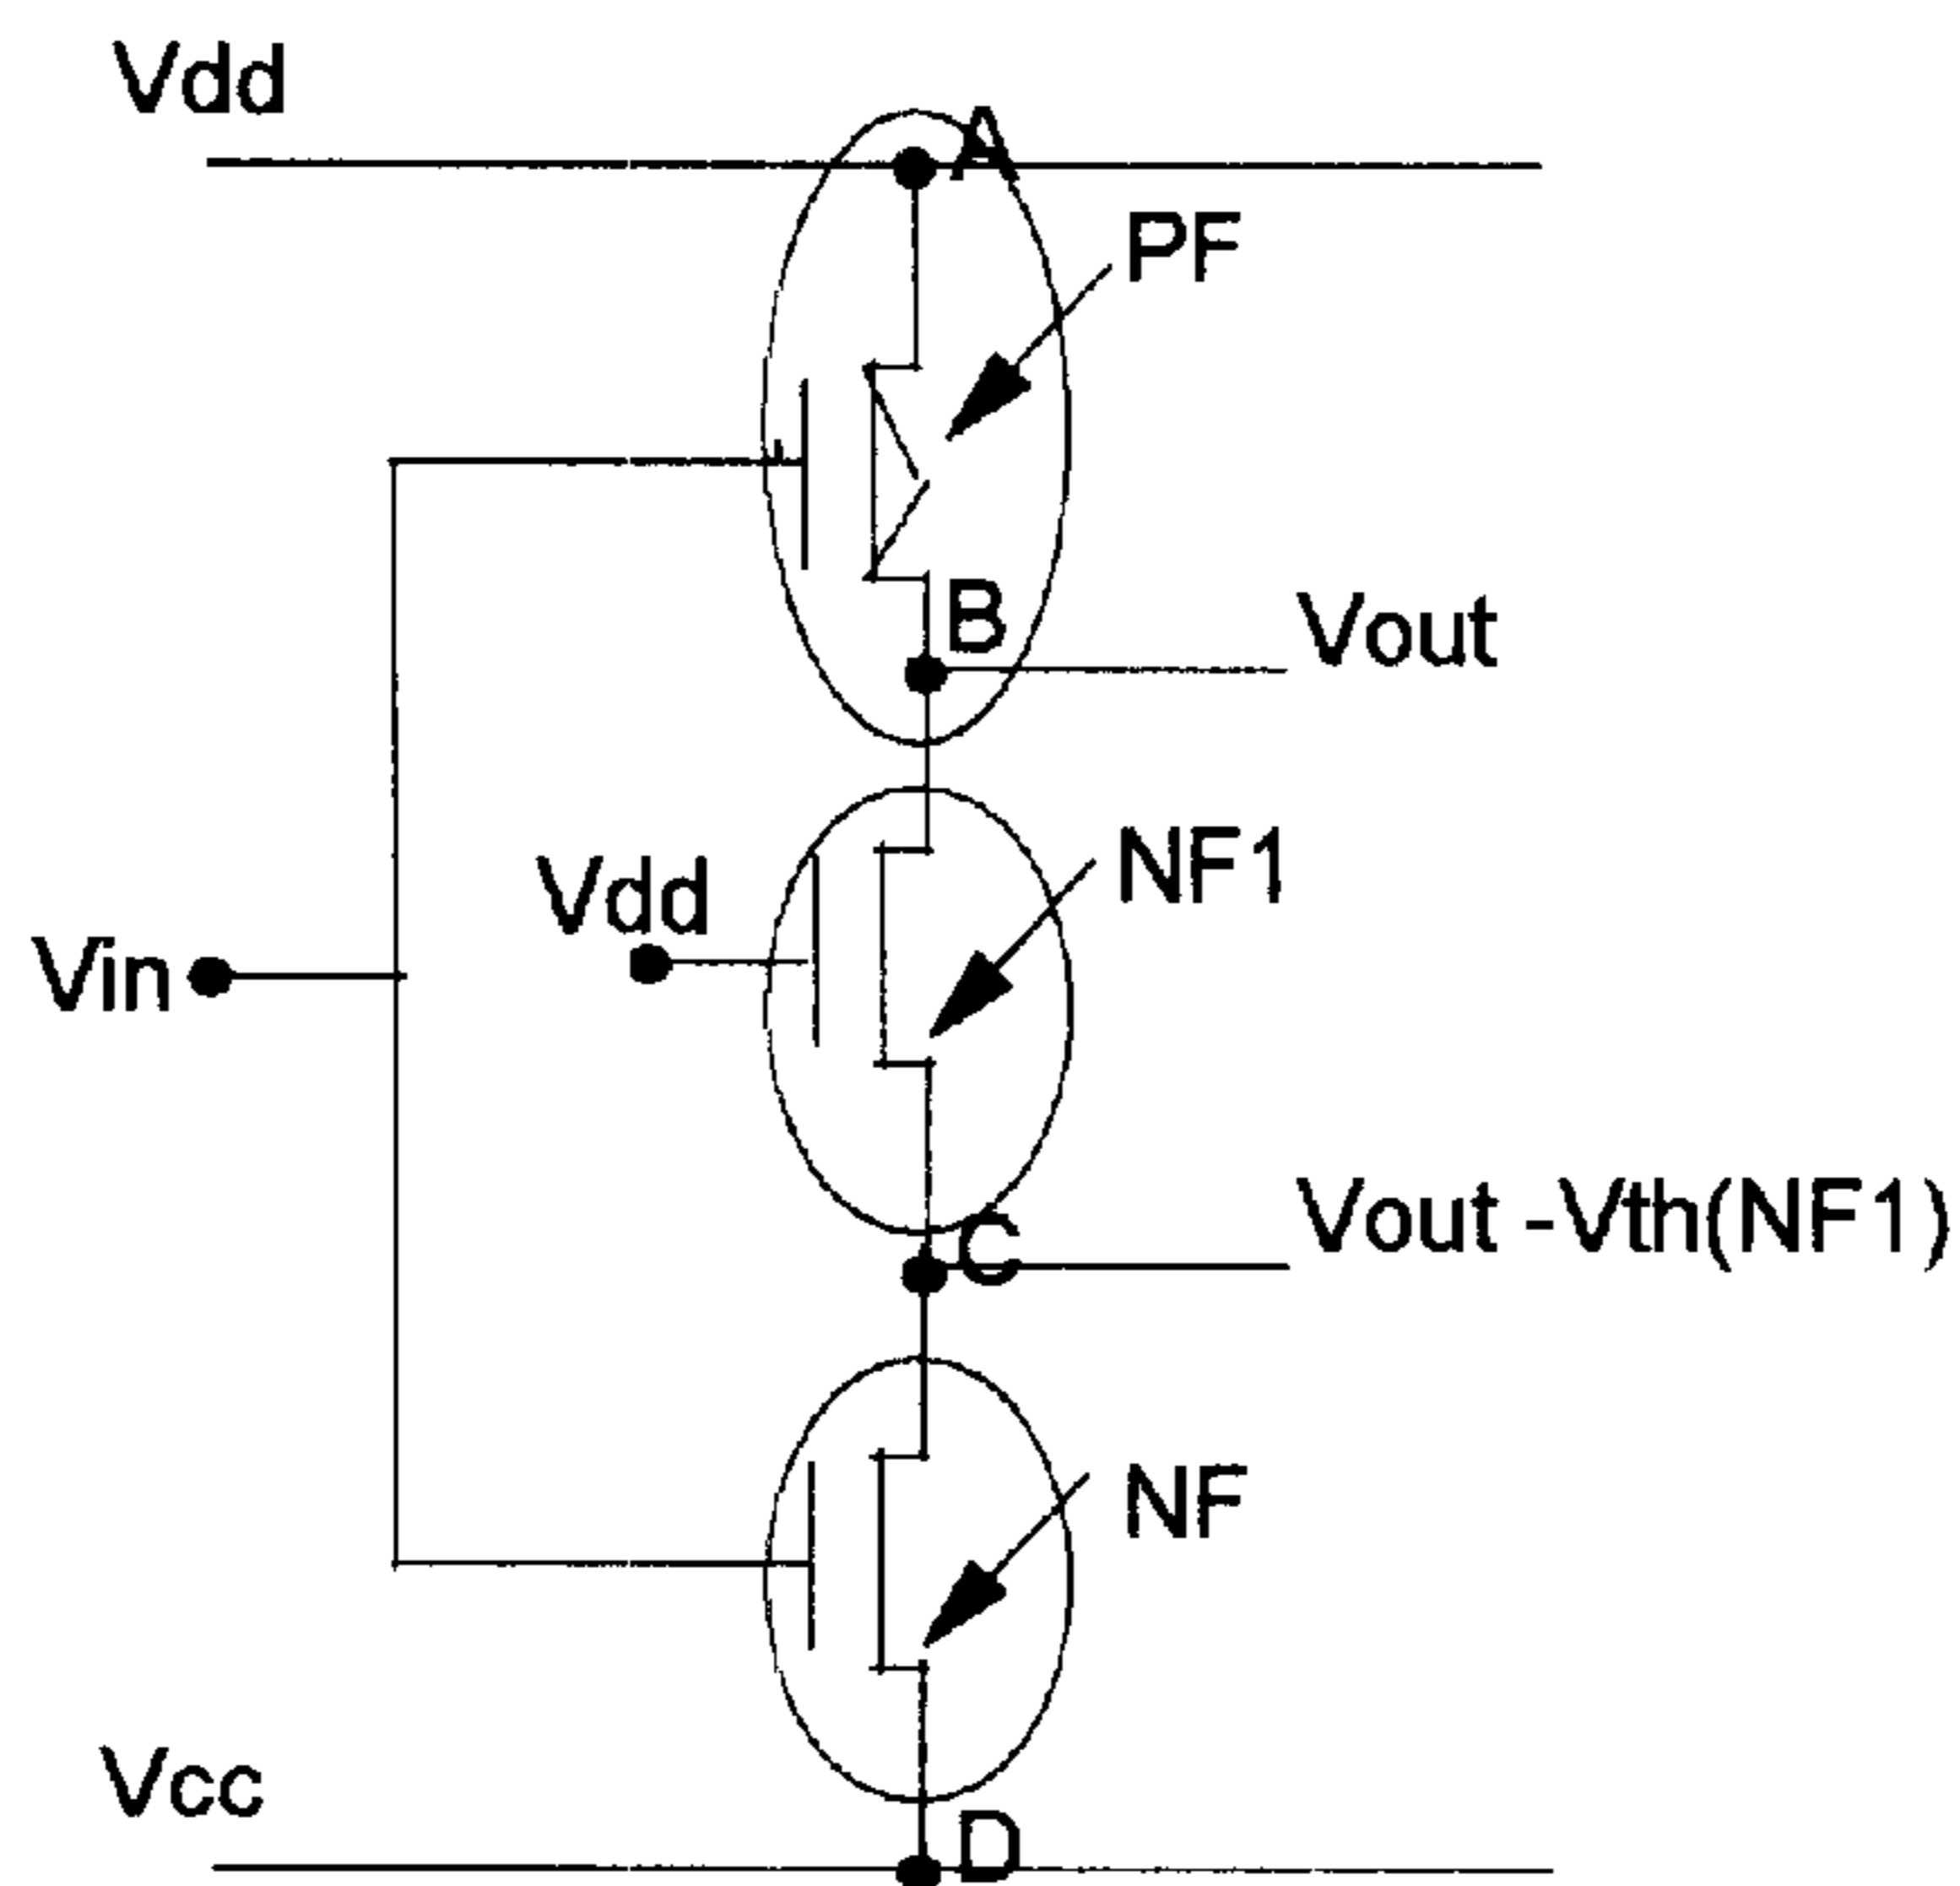 Vdd
A
PF
B
Vout
NF1
Vdd
Vin
C
Vout -Vth(NF1)
NF
Vcc
D